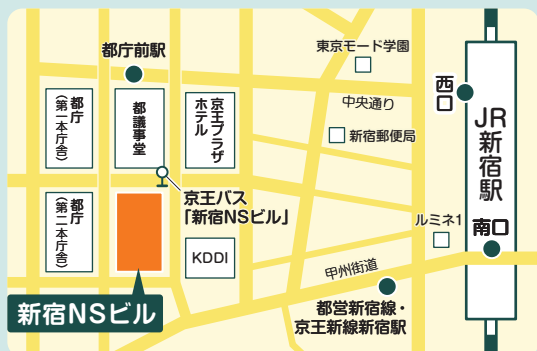 都庁前駅
東京モード学園
西口
中央通り
JR新宿駅
都庁
(第一本庁舎)
都議事堂
京王プラザ
ホテル
新宿郵便局
京王バス
「新宿NSビル」
都庁
(第二本庁舎)
ルミネ1
南口
KDDI
甲州街道
新宿NSビル
都営新宿線・
京王新線新宿駅